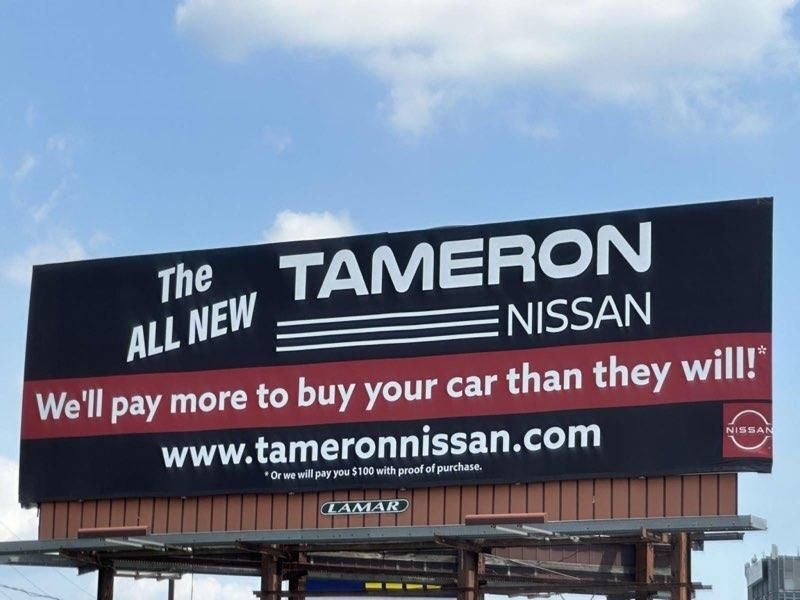 The
ALL NEW
TAMERON
NISSAN
We'll pay more to buy your car than they will!*
www.tameronnissan.com
* Or we will pay you $100 with proof of purchase.
NISSAN
LAMAR